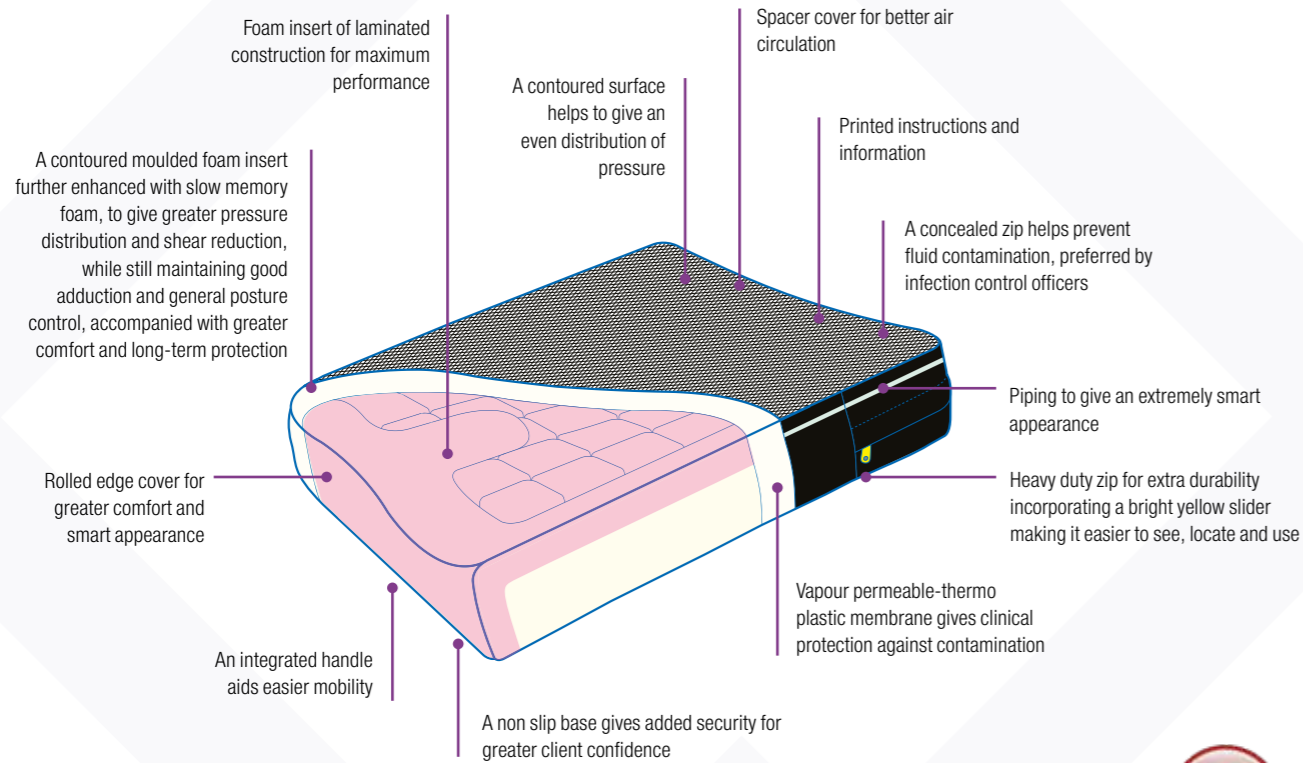 Foam insert of laminated
construction for maximum
performance
Spacer cover for better air
circulation
A contoured surface
helps to give an
even distribution of
pressure
Printed instructions and
information
A contoured moulded foam insert
further enhanced with slow memory
foam, to give greater pressure
distribution and shear reduction,
while still maintaining good
adduction and general posture
control, accompanied with greater
comfort and long-term protection
A concealed zip helps prevent
fluid contamination, preferred by
infection control officers
Piping to give an extremely smart
appearance
Rolled edge cover for
greater comfort and
smart appearance
Heavy duty zip for extra durability
incorporating a bright yellow slider
making it easier to see, locate and use
Vapour permeable-thermo
plastic membrane gives clinical
protection against contamination
An integrated handle
aids easier mobility
A non slip base gives added security for
greater client confidence